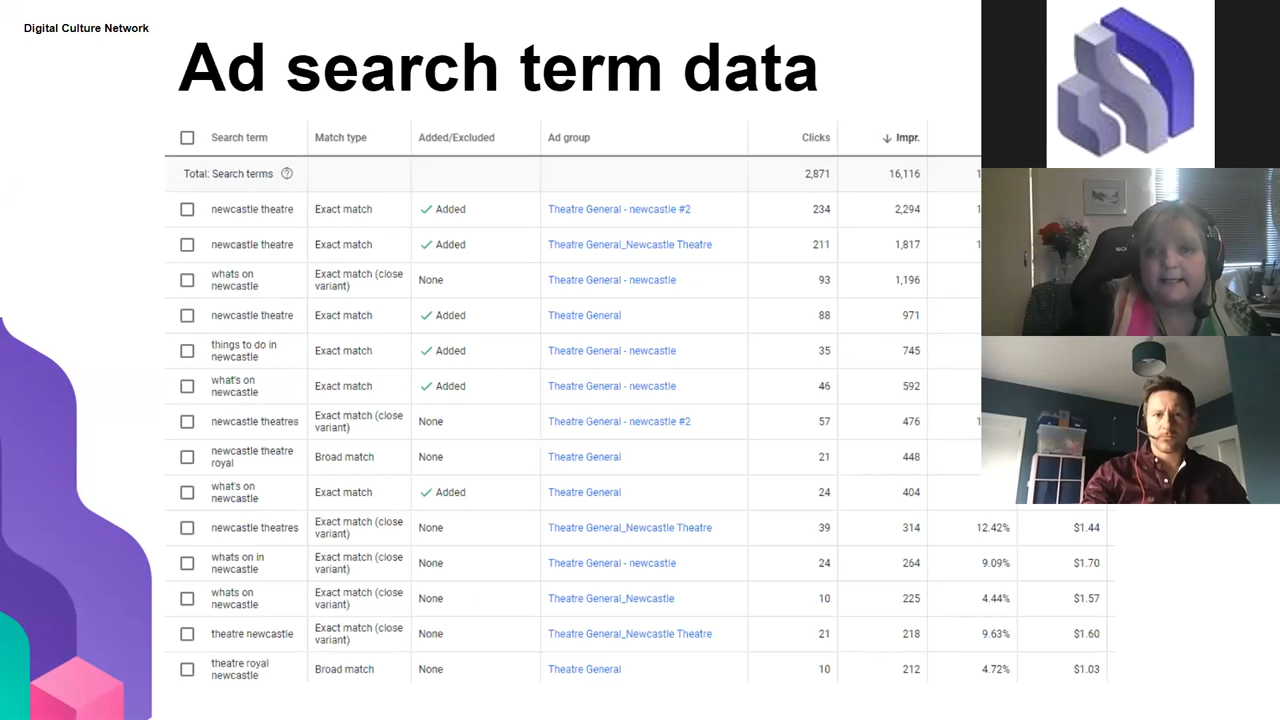 Digital Culture Network
Ad search term data
Search term Match type Added/Excluded Ad group Clicks Impr.
Total: Search terms 2,871 16,116 1
newcastle theatre Exact match Added Theatre General - newcastle #2 234 2,294 1
newcastle theatre Exact match Added Theatre General_Newcastle Theatre 211 1,817 1
whats on
newcastle Exact match (close
variant) None Theatre General - newcastle 93 1,196
newcastle theatre Exact match Added Theatre General 88 971
things to do in
newcastle Exact match Added Theatre General - newcastle 35 745
what's on
newcastle Exact match Added Theatre General - newcastle 46 592
newcastle theatres Exact match (close
variant) None Theatre General - newcastle #2 57 476 1
newcastle theatre
royal Broad match None Theatre General 21 448
what's on
newcastle Exact match Added Theatre General 24 404
newcastle theatres Exact match (close
variant) None Theatre General_Newcastle Theatre 39 314 12.42% $1.44
whats on in
newcastle Exact match (close
variant) None Theatre General - newcastle 24 264 9.09% $1.70
whats on
newcastle Exact match (close
variant) None Theatre General_Newcastle 10 225 4.44% $1.57
theatre newcastle Exact match (close
variant) None Theatre General_Newcastle Theatre 21 218 9.63% $1.60
theatre royal
newcastle Broad match None Theatre General 10 212 4.72% $1.03